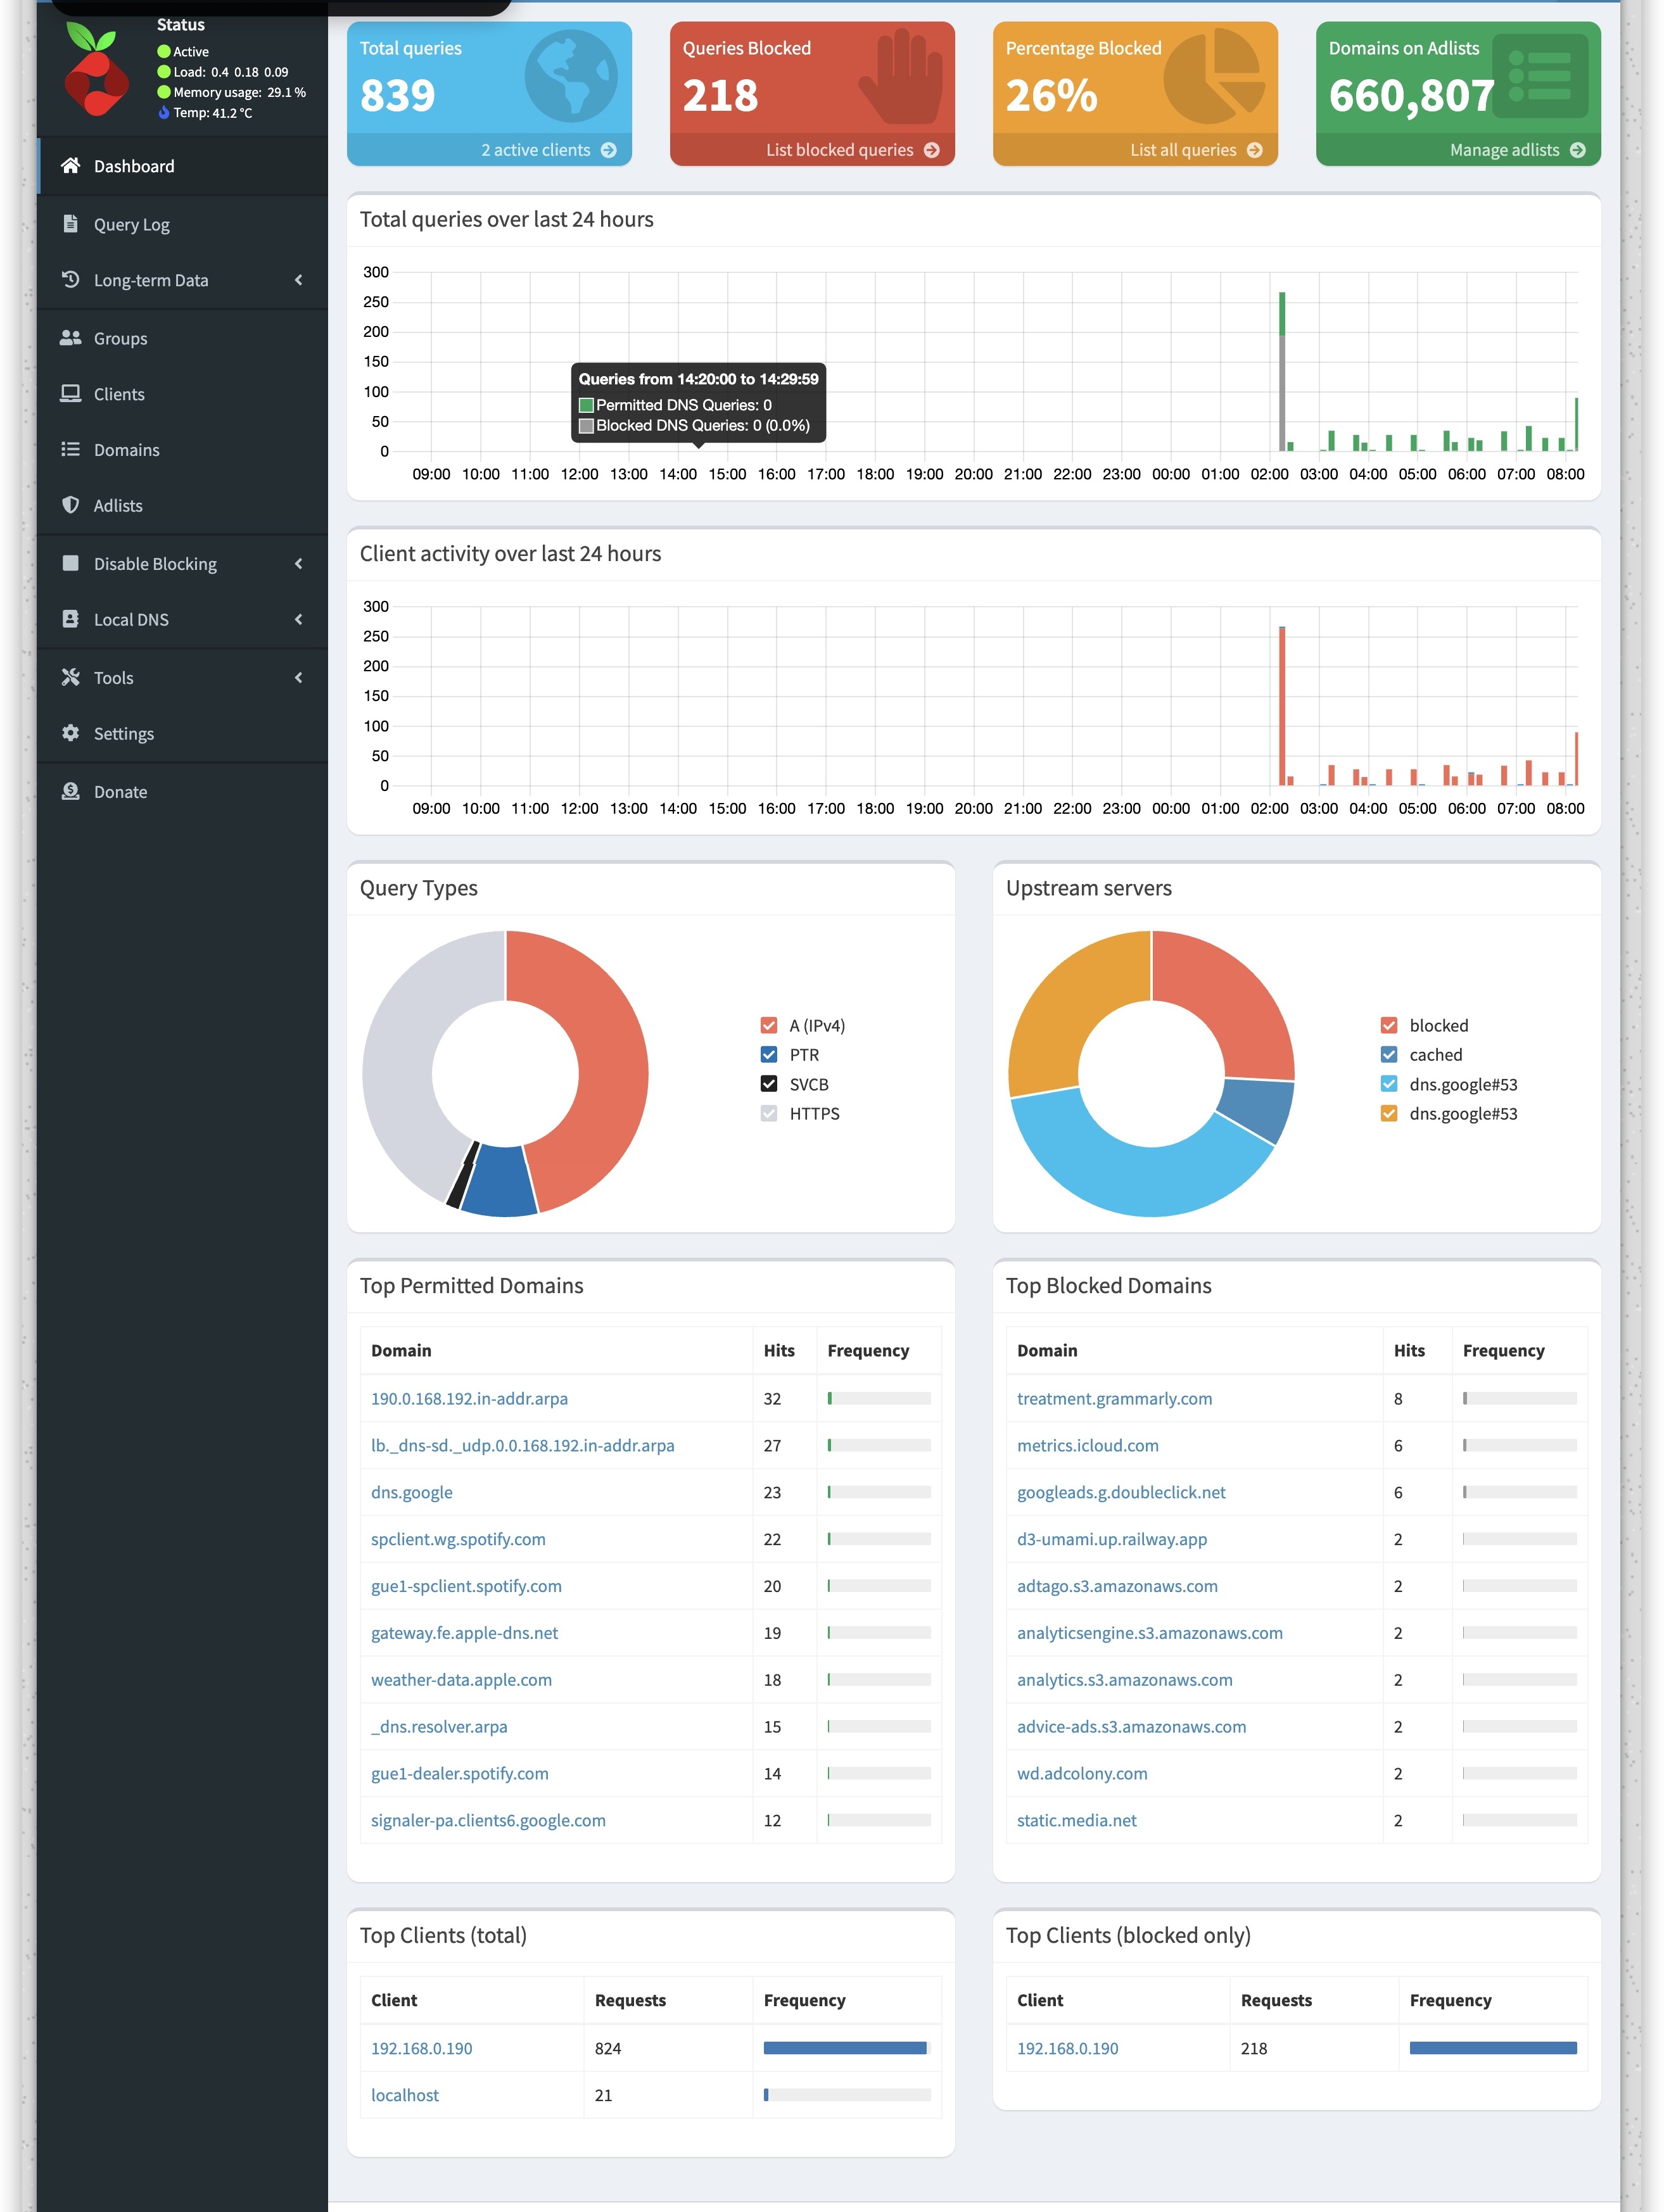 Status
Active
Load: 0.4 0.18 0.09
Memory usage: 29.1 %
Temp: 41.2 °C
Dashboard
Query Log
Long-term Data
Groups
Clients
Domains
Adlists
Disable Blocking
Local DNS
Tools
Settings
Donate
Total queries
839
2 active clients
Queries Blocked
218
List blocked queries
Percentage Blocked
26%
List all queries
Domains on Adlists
660,807
Manage adlists
Total queries over last 24 hours
300
250
200
150
100
50
0
Queries from 14:20:00 to 14:29:59
Permitted DNS Queries: 0
Blocked DNS Queries: 0 (0.0%)
09:00 10:00 11:00 12:00 13:00 14:00 15:00 16:00 17:00 18:00 19:00 20:00 21:00 22:00 23:00 00:00 01:00 02:00 03:00 04:00 05:00 06:00 07:00 08:00
Client activity over last 24 hours
300
250
200
150
100
50
0
09:00 10:00 11:00 12:00 13:00 14:00 15:00 16:00 17:00 18:00 19:00 20:00 21:00 22:00 23:00 00:00 01:00 02:00 03:00 04:00 05:00 06:00 07:00 08:00
Query Types
A (IPv4)
PTR
SVCB
HTTPS
Upstream servers
blocked
cached
dns.google#53
dns.google#53
Top Permitted Domains
Domain Hits Frequency
190.0.168.192.in-addr.arpa 32
lb._dns-sd._udp.0.0.168.192.in-addr.arpa 27
dns.google 23
spclient.wg.spotify.com 22
gue1-spclient.spotify.com 20
gateway.fe.apple-dns.net 19
weather-data.apple.com 18
_dns.resolver.arpa 15
gue1-dealer.spotify.com 14
signaler-pa.clients6.google.com 12
Top Blocked Domains
Domain Hits Frequency
treatment.grammarly.com 8
metrics.icloud.com 6
googleads.g.doubleclick.net 6
d3-umami.up.railway.app 2
adtago.s3.amazonaws.com 2
analyticsengine.s3.amazonaws.com 2
analytics.s3.amazonaws.com 2
advice-ads.s3.amazonaws.com 2
wd.adcolony.com 2
static.media.net 2
Top Clients (total)
Client Requests Frequency
192.168.0.190 824
localhost 21
Top Clients (blocked only)
Client Requests Frequency
192.168.0.190 218